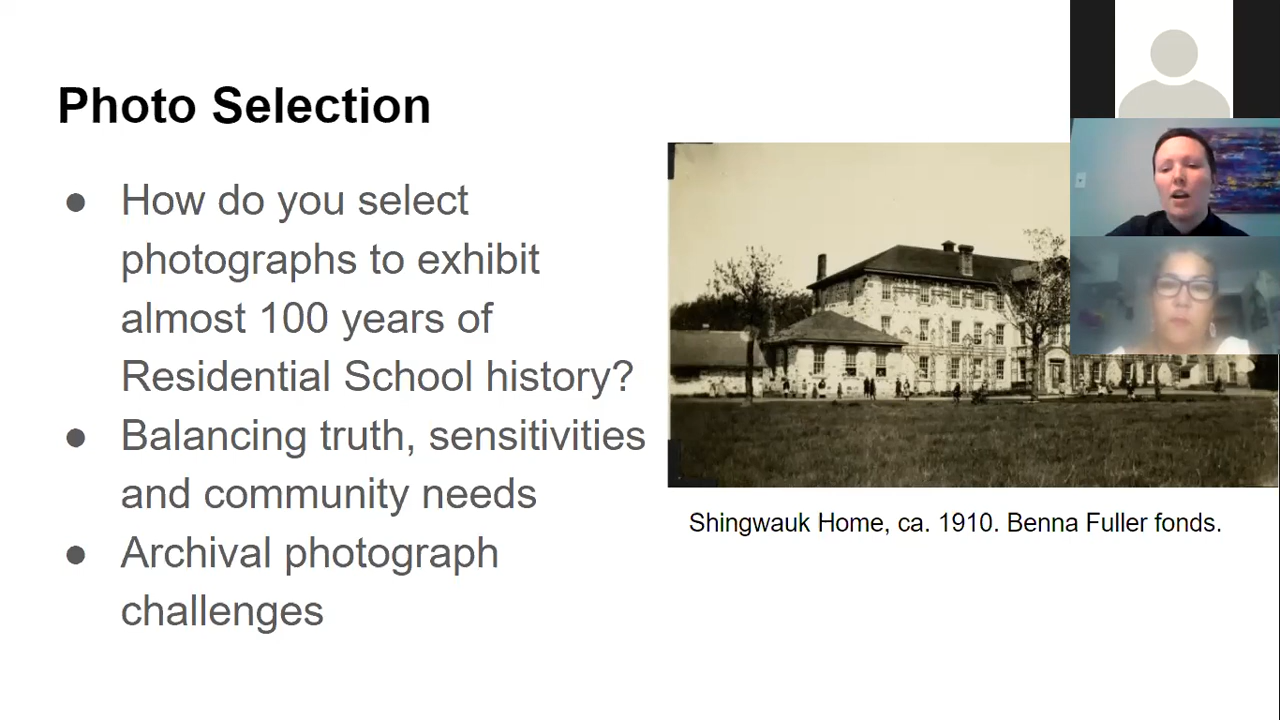 Photo Selection
● How do you select
photographs to exhibit
almost 100 years of
Residential School history?
● Balancing truth, sensitivities
and community needs
● Archival photograph
challenges
Shingwauk Home, ca. 1910. Benna Fuller fonds.